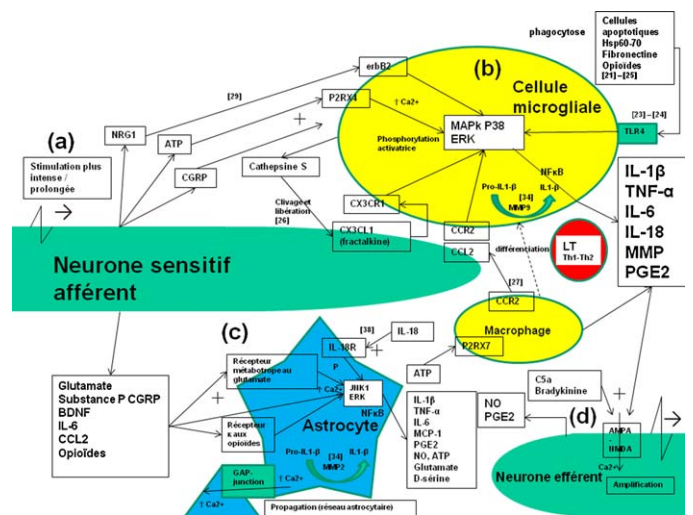 phagocytose
Cellules
apoptotiques
Hsp60-70
Fibronectine
Opioïdes
[21]–[25]
erbB2
(b)
Cellule
microgliale
[29]
P2RX4
↑ Ca2+
+
[23]–[24]
TLR4
(a)
NRG1
ATP
CGRP
MAPk P38
ERK
Phosphorylation
activatrice
Stimulation plus
intense /
prolongée
Cathepsine S
NFκB
Pro-IL1-β
IL1-β
[34]
MMP9
IL-1β
TNF-α
IL-6
IL-18
MMP
PGE2
Clivage et
libération
[26]
CX3CR1
CX3CL1
(fractalkine)
CCR2
CCL2
différentiation
LT
Th1-Th2
Neurone sensitif
afférent
[27]
CCR2
Macrophage
P2RX7
(c)
[38]
IL-18
IL-18R
+
P
ATP
Récepteur
métabotrope au
glutamate
↑ Ca2+
JNK1
ERK
NFκB
Glutamate
Substance P CGRP
BDNF
IL-6
CCL2
Opioïdes
+
Récepteur
κ aux
opioïdes
Astrocyte
Pro-IL1-β
IL1-β
[34]
MMP2
IL-1β
TNF-α
IL-6
MCP-1
PGE2
NO, ATP
Glutamate
D-sérine
NO
PGE2
C5a
Bradykinine
+
(d)
AMPA
-
NMDA
Neurone efférent
Ca2+
Amplification
GAP-
junction
↑ Ca2+
↑ Ca2+
Propagation (réseau astrocytaire)